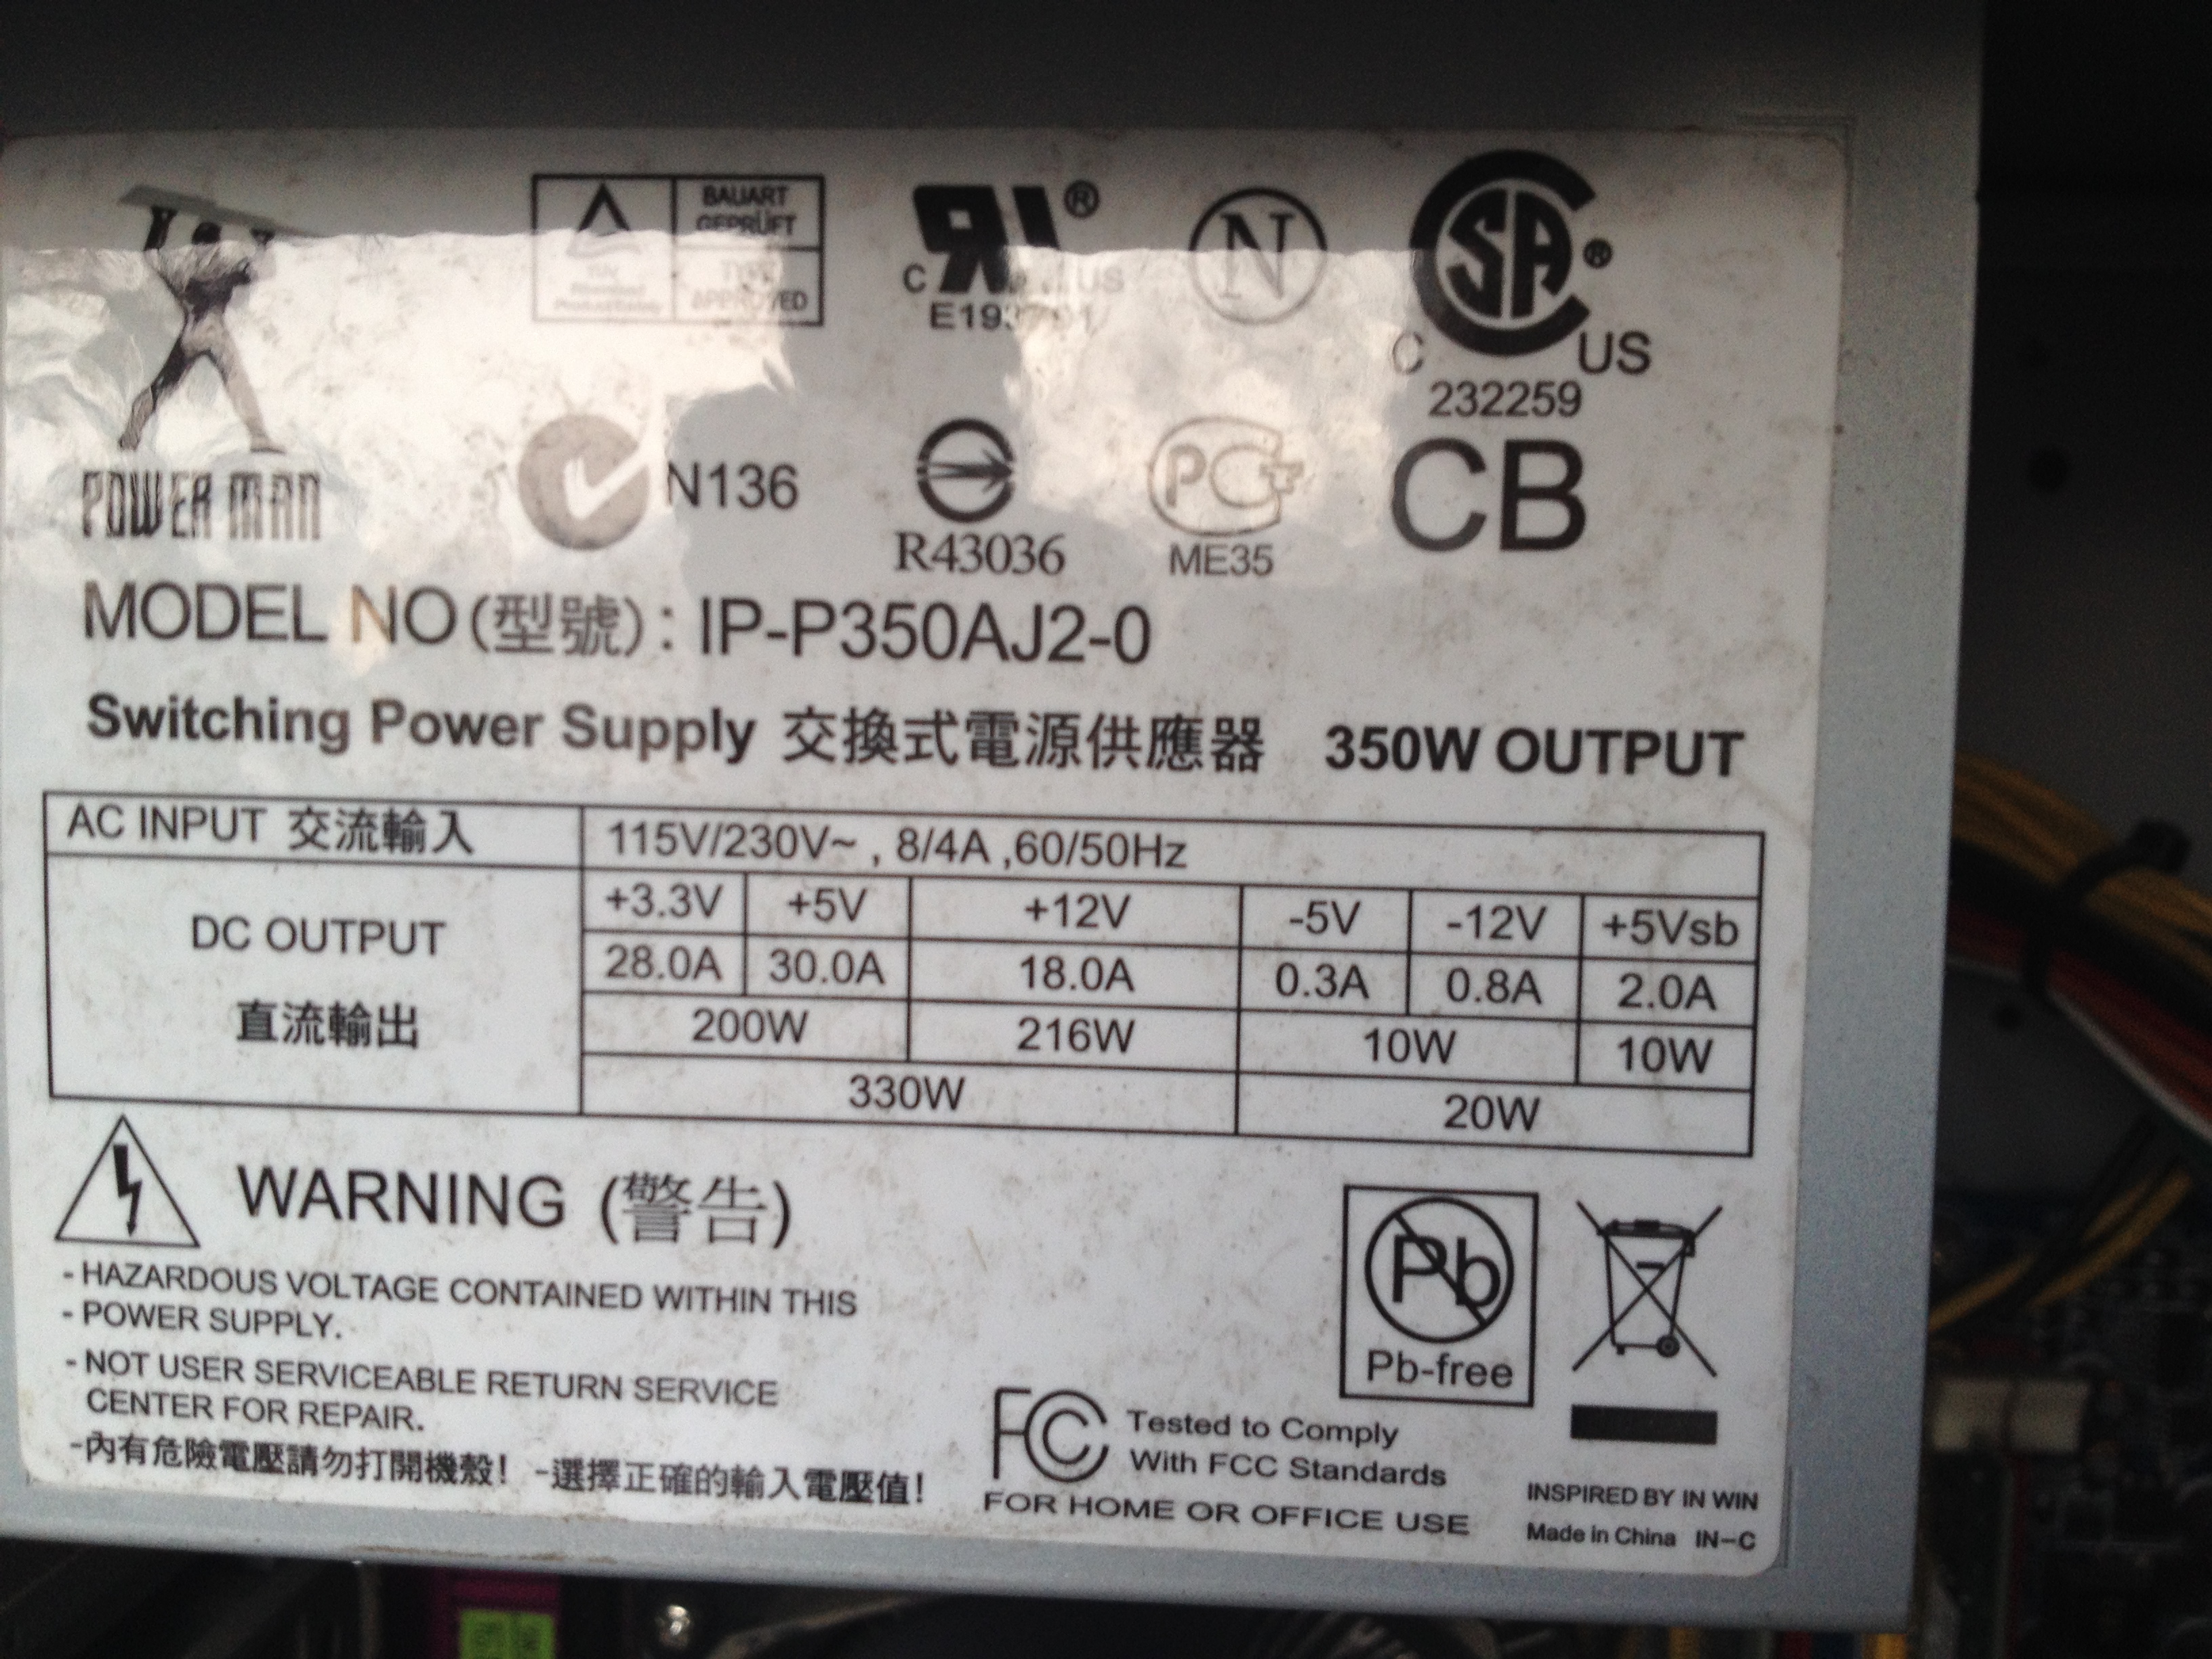 BAUART
GEPRÜFT
TÜV
TYPE
APPROVED
® N SA ®
C US
C US
232259
N136
R43036
PC
ME35
CB
POWER MAN
MODEL NO (型號) : IP-P350AJ2-0
Switching Power Supply 交換式電源供應器 350W OUTPUT
AC INPUT 交流輸入 115V/230V~ , 8/4A ,60/50Hz
DC OUTPUT
直流輸出
+3.3V +5V +12V -5V -12V +5Vsb
28.0A 30.0A 18.0A 0.3A 0.8A 2.0A
200W 216W 10W 10W
330W 20W
WARNING (警告)
- HAZARDOUS VOLTAGE CONTAINED WITHIN THIS
- POWER SUPPLY.
- NOT USER SERVICEABLE RETURN SERVICE
CENTER FOR REPAIR.
-內有危險電壓請勿打開機殼! -選擇正確的輸入電壓值!
Pb
Pb-free
FC Tested to Comply
With FCC Standards
FOR HOME OR OFFICE USE
INSPIRED BY IN WIN
Made in China IN-C